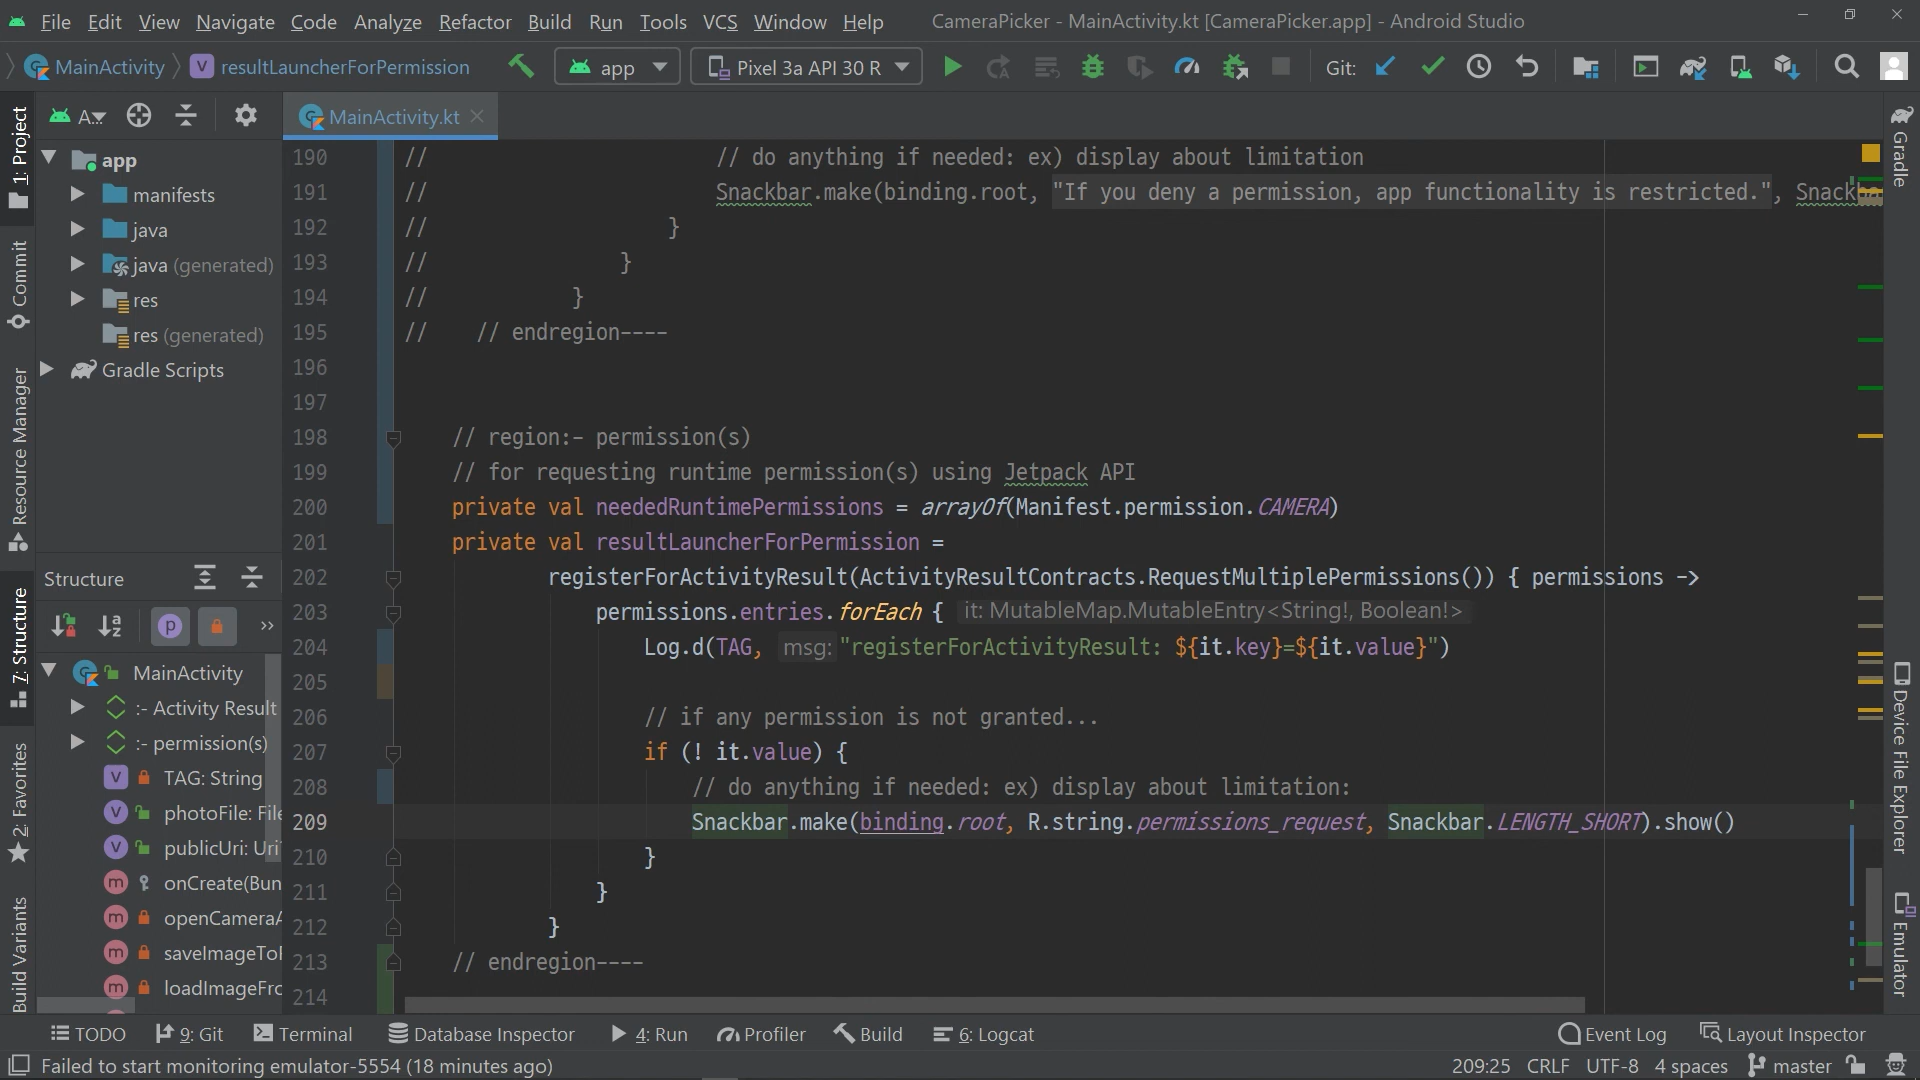 File Edit View Navigate Code Analyze Refactor Build Run Tools VCS Window Help CameraPicker - MainActivity.kt [CameraPicker.app] - Android Studio
MainActivity V resultLauncherForPermission app Pixel 3a API 30 R Git:
1: Project
Commit
Resource Manager
7: Structure
2: Favorites
Build Variants
A...
app
manifests
java
java (generated)
res
res (generated)
Gradle Scripts
Structure
MainActivity
:- Activity Result
:- permission(s)
V TAG: String
V photoFile: File
V publicUri: Uri
m onCreate(Bun
m openCameraA
m saveImageTo
m loadImageFro
MainActivity.kt
190 // // do anything if needed: ex) display about limitation
191 // Snackbar.make(binding.root, "If you deny a permission, app functionality is restricted.", Snackba
192 // }
193 // }
194 // }
195 // // endregion----
196
197
198 // region:- permission(s)
199 // for requesting runtime permission(s) using Jetpack API
200 private val neededRuntimePermissions = arrayOf(Manifest.permission.CAMERA)
201 private val resultLauncherForPermission =
202 registerForActivityResult(ActivityResultContracts.RequestMultiplePermissions()) { permissions ->
203 permissions.entries.forEach { it: MutableMap.MutableEntry<String!, Boolean!>
204 Log.d(TAG, msg: "registerForActivityResult: ${it.key}=${it.value}")
205
206 // if any permission is not granted...
207 if (! it.value) {
208 // do anything if needed: ex) display about limitation:
209 Snackbar.make(binding.root, R.string.permissions_request, Snackbar.LENGTH_SHORT).show()
210 }
211 }
212 }
213 // endregion----
214
Gradle
Device File Explorer
Emulator
TODO 9: Git Terminal Database Inspector 4: Run Profiler Build 6: Logcat Event Log Layout Inspector
Failed to start monitoring emulator-5554 (18 minutes ago) 209:25 CRLF UTF-8 4 spaces master